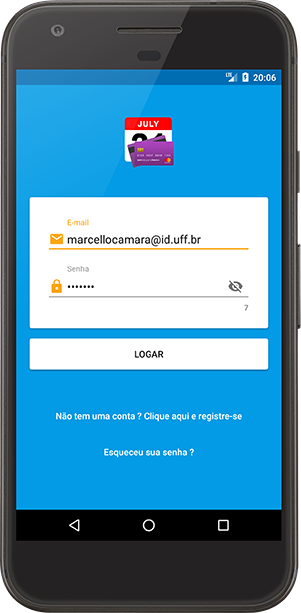 LTE 20:06
JULY
E-mail
marcellocamara@id.uff.br
Senha
•••••••
7
LOGAR
Não tem uma conta ? Clique aqui e registre-se
Esqueceu sua senha ?